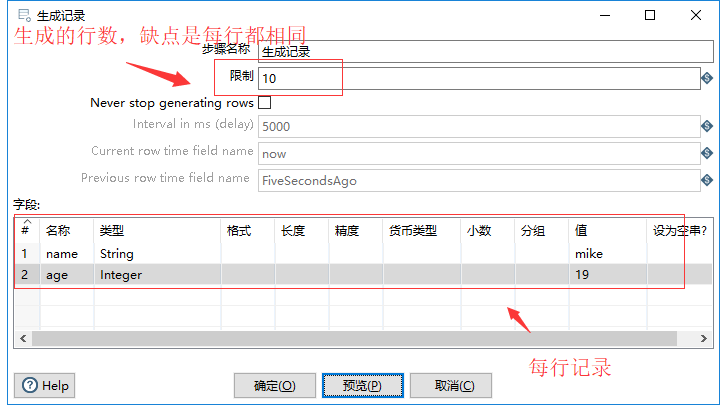 生成记录
生成的行数，缺点是每行都相同
步骤名称 生成记录
限制 10
Never stop generating rows
Interval in ms (delay) 5000
Current row time field name now
Previous row time field name FiveSecondsAgo
字段:
# 名称 类型 格式 长度 精度 货币类型 小数 分组 值 设为空串?
1 name String mike
2 age Integer 19
每行记录
Help 确定(O) 预览(P) 取消(C)